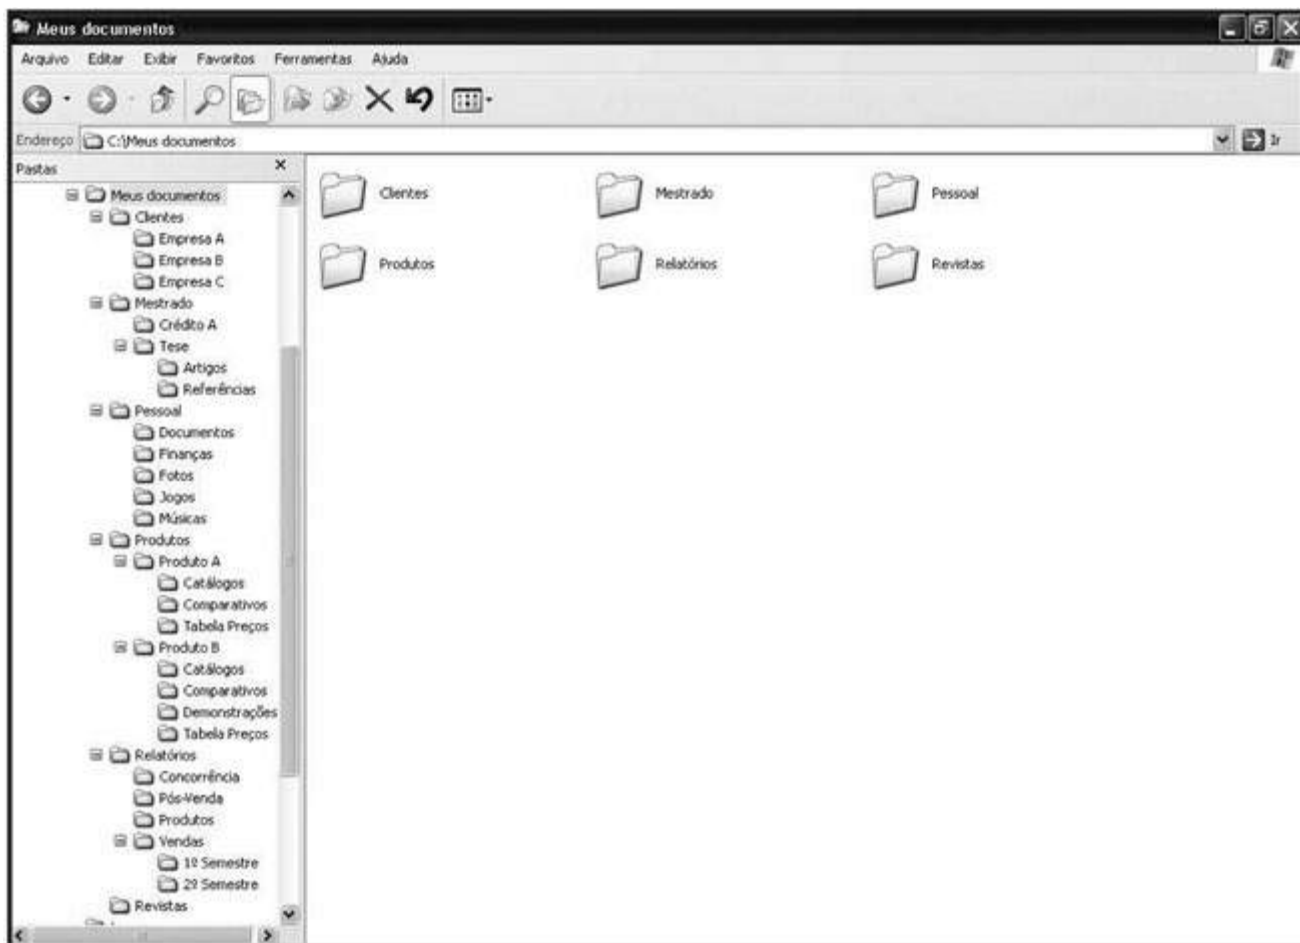 Meus documentos
Arquivo Editar Exibir Favoritos Ferramentas Ajuda
Endereço C:\Meus documentos Ir
Pastas
Meus documentos
Clientes
Empresa A
Empresa B
Empresa C
Mestrado
Crédito A
Tese
Artigos
Referências
Pessoal
Documentos
Finanças
Fotos
Jogos
Músicas
Produtos
Produto A
Catálogos
Comparativos
Tabela Preços
Produto B
Catálogos
Comparativos
Demonstrações
Tabela Preços
Relatórios
Concorrência
Pós-Venda
Produtos
Vendas
1º Semestre
2º Semestre
Revistas
Clientes Mestrado Pessoal
Produtos Relatórios Revistas